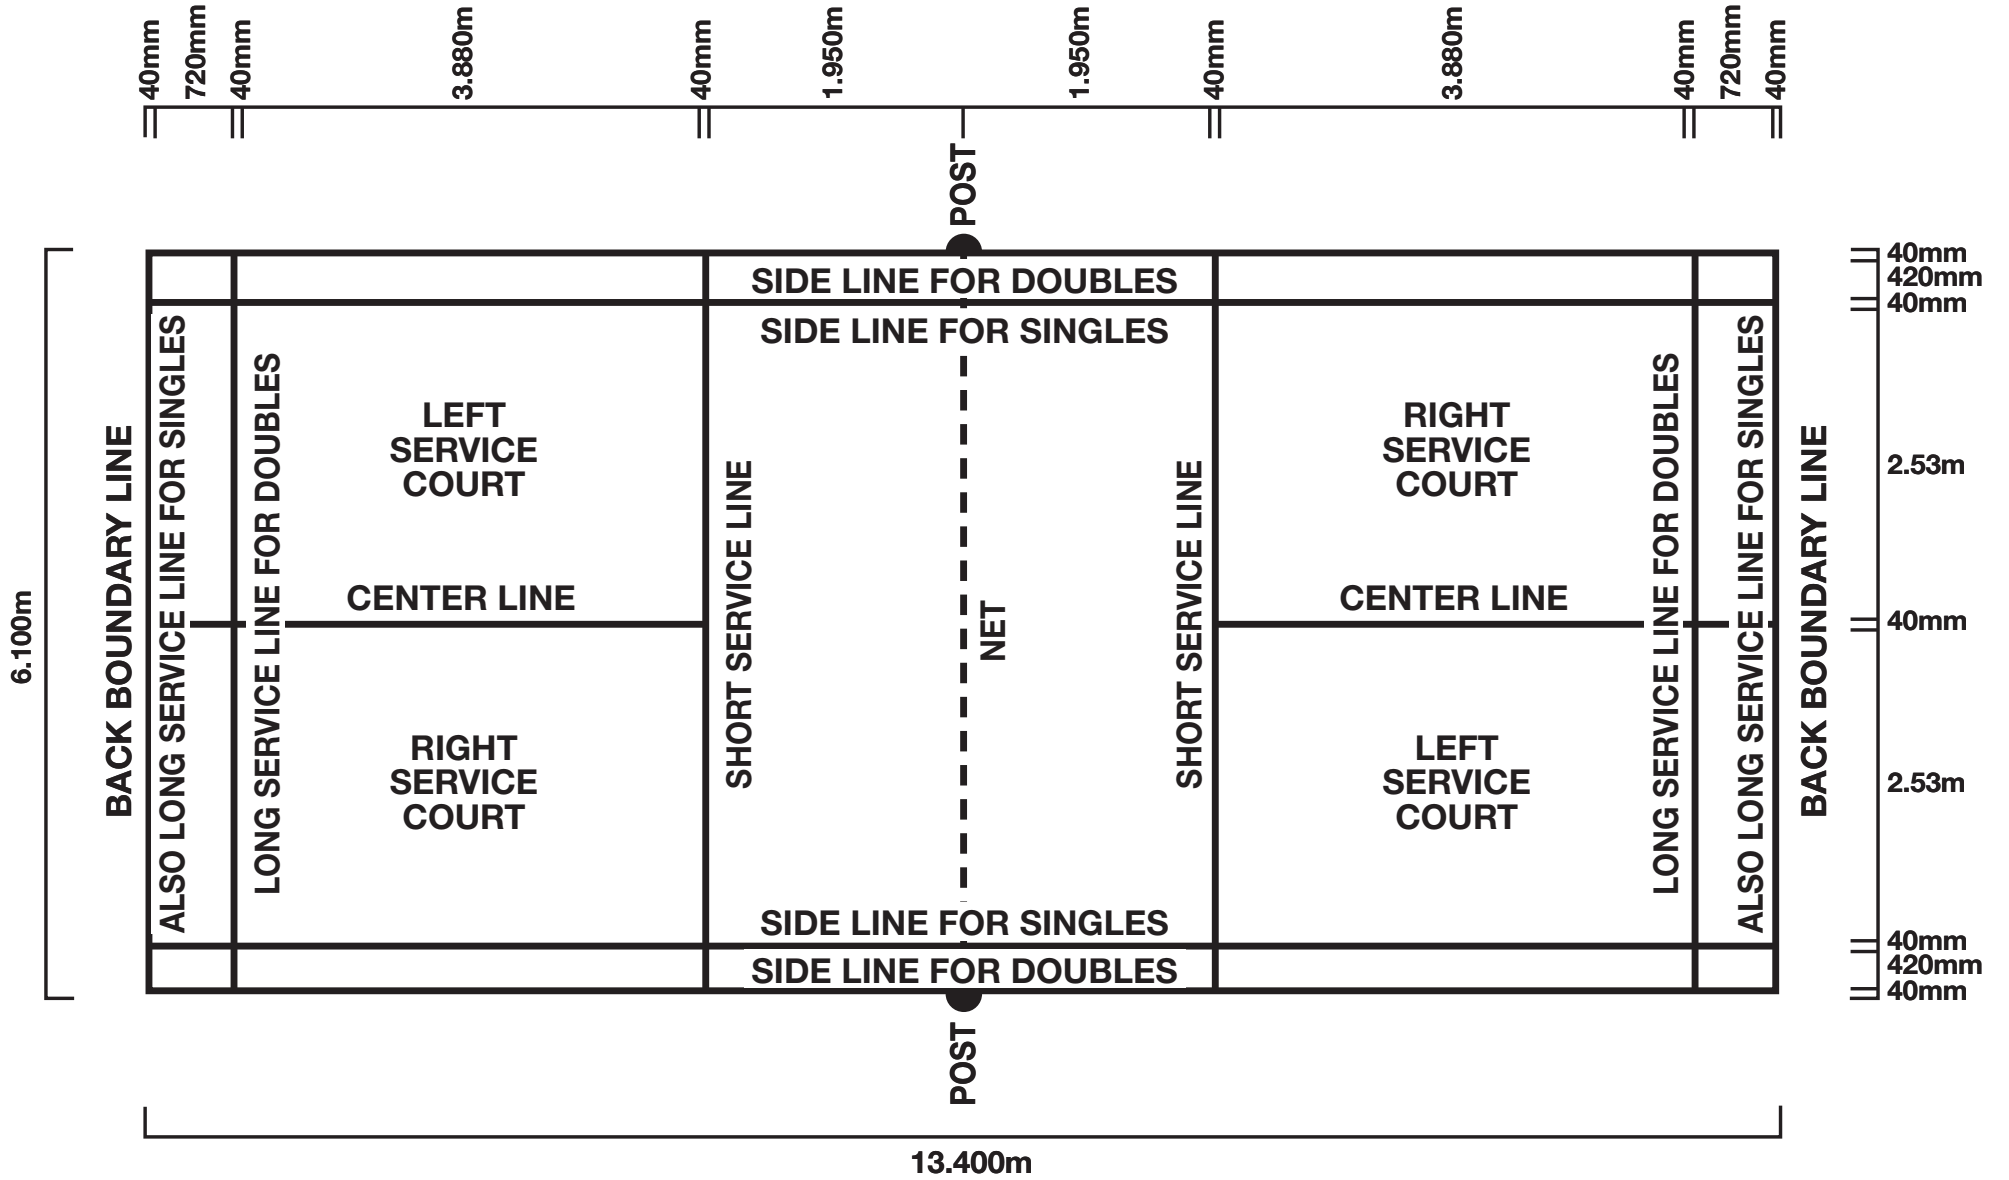 40mm
720mm
40mm
3.880m
40mm
1.950m
1.950m
40mm
3.880m
40mm
720mm
40mm
POST
SIDE LINE FOR DOUBLES
SIDE LINE FOR SINGLES
40mm
420mm
40mm
6.100m
BACK BOUNDARY LINE
ALSO LONG SERVICE LINE FOR SINGLES
LONG SERVICE LINE FOR DOUBLES
LEFT
SERVICE
COURT
CENTER LINE
RIGHT
SERVICE
COURT
SHORT SERVICE LINE
NET
SHORT SERVICE LINE
RIGHT
SERVICE
COURT
CENTER LINE
LEFT
SERVICE
COURT
LONG SERVICE LINE FOR DOUBLES
ALSO LONG SERVICE LINE FOR SINGLES
BACK BOUNDARY LINE
2.53m
40mm
2.53m
SIDE LINE FOR SINGLES
SIDE LINE FOR DOUBLES
40mm
420mm
40mm
POST
13.400m